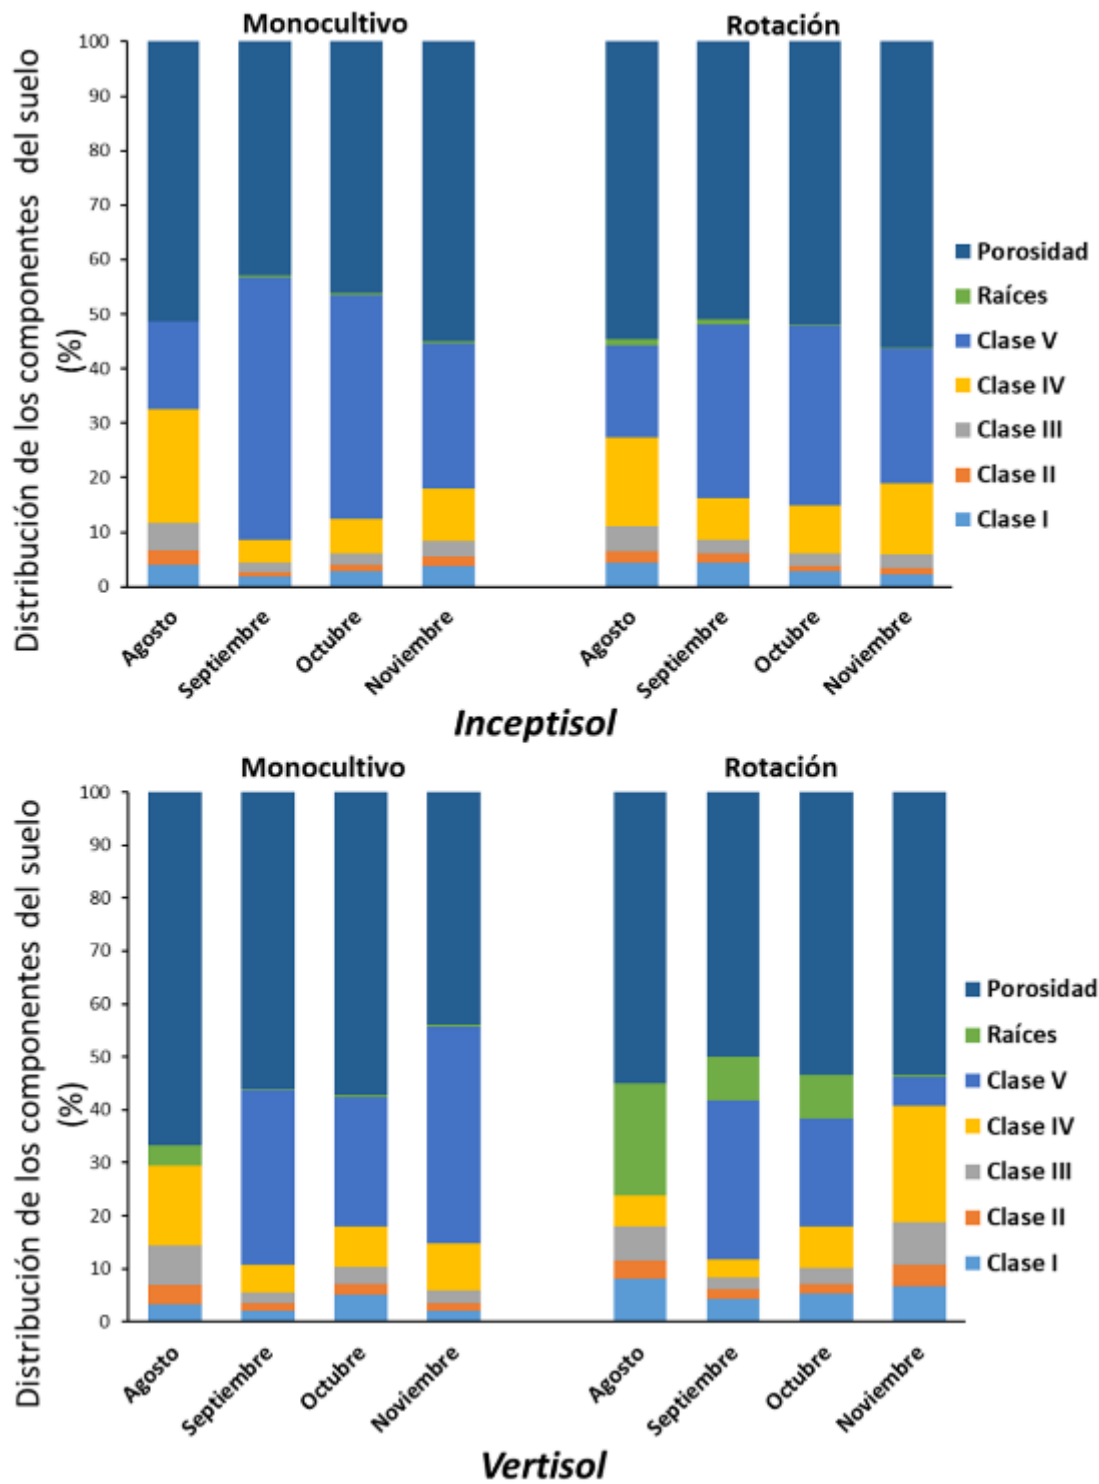 Monocultivo
Rotación
Distribución de los componentes del suelo
(%)
100
90
80
70
60
50
40
30
20
10
0
Agosto
Septiembre
Octubre
Noviembre
Agosto
Septiembre
Octubre
Noviembre
Porosidad
Raíces
Clase V
Clase IV
Clase III
Clase II
Clase I
Inceptisol
Monocultivo
Rotación
Distribución de los componentes del suelo
(%)
100
90
80
70
60
50
40
30
20
10
0
Agosto
Septiembre
Octubre
Noviembre
Agosto
Septiembre
Octubre
Noviembre
Porosidad
Raíces
Clase V
Clase IV
Clase III
Clase II
Clase I
Vertisol